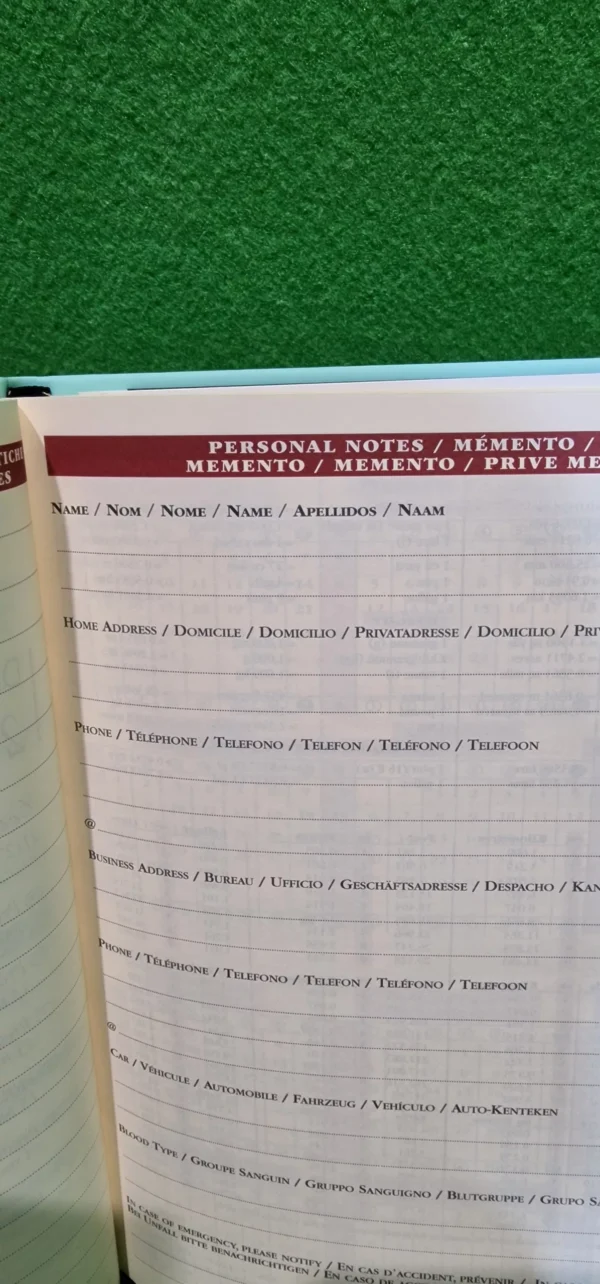 PERSONAL NOTES / MÉMENTO /
MEMENTO / MEMENTO / PRIVE ME
NAME / NOM / NOME / NAME / APELLIDOS / NAAM
HOME ADDRESS / DOMICILE / DOMICILIO / PRIVATADRESSE / DOMICILIO / PRI
PHONE / TÉLÉPHONE / TELEFONO / TELEFON / TELÉFONO / TELEFOON
@
BUSINESS ADDRESS / BUREAU / UFFICIO / GESCHÄFTSADRESSE / DESPACHO / KAN
PHONE / TÉLÉPHONE / TELEFONO / TELEFON / TELÉFONO / TELEFOON
@
CAR / VÉHICULE / AUTOMOBILE / FAHRZEUG / VEHÍCULO / AUTO-KENTEKEN
BLOOD TYPE / GROUPE SANGUIN / GRUPPO SANGUIGNO / BLUTGRUPPE / GRUPO
IN CASE OF EMERGENCY, PLEASE NOTIFY / EN CAS D'ACCIDENT, PRÉVENIR /
BEI UNFALL BITTE BENACHRICHTIGEN / EN CASO DE